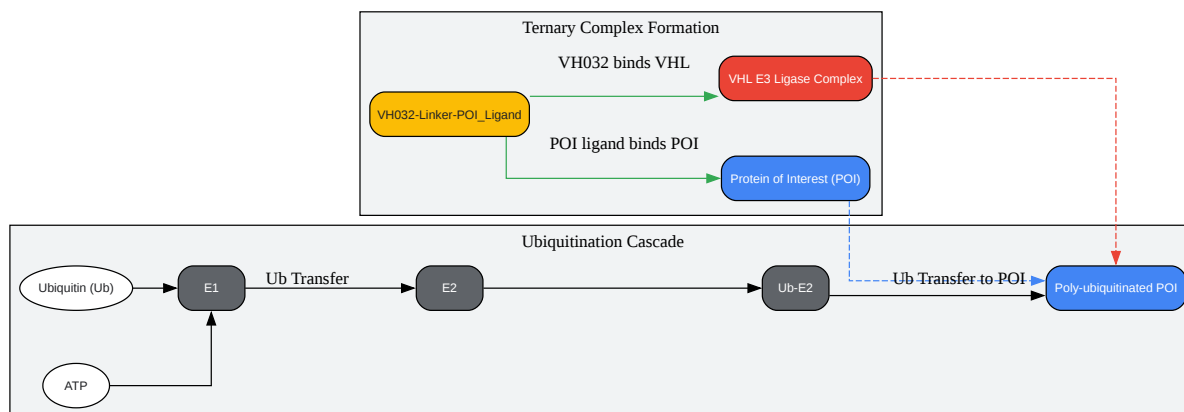 Ternary Complex Formation
VH032 binds VHL
VHL E3 Ligase Complex
VH032-Linker-POI_Ligand
POI ligand binds POI
Protein of Interest (POI)
Ubiquitination Cascade
Ubiquitin (Ub)
E1
Ub Transfer
E2
Ub-E2
Ub Transfer to POI
Poly-ubiquitinated POI
ATP